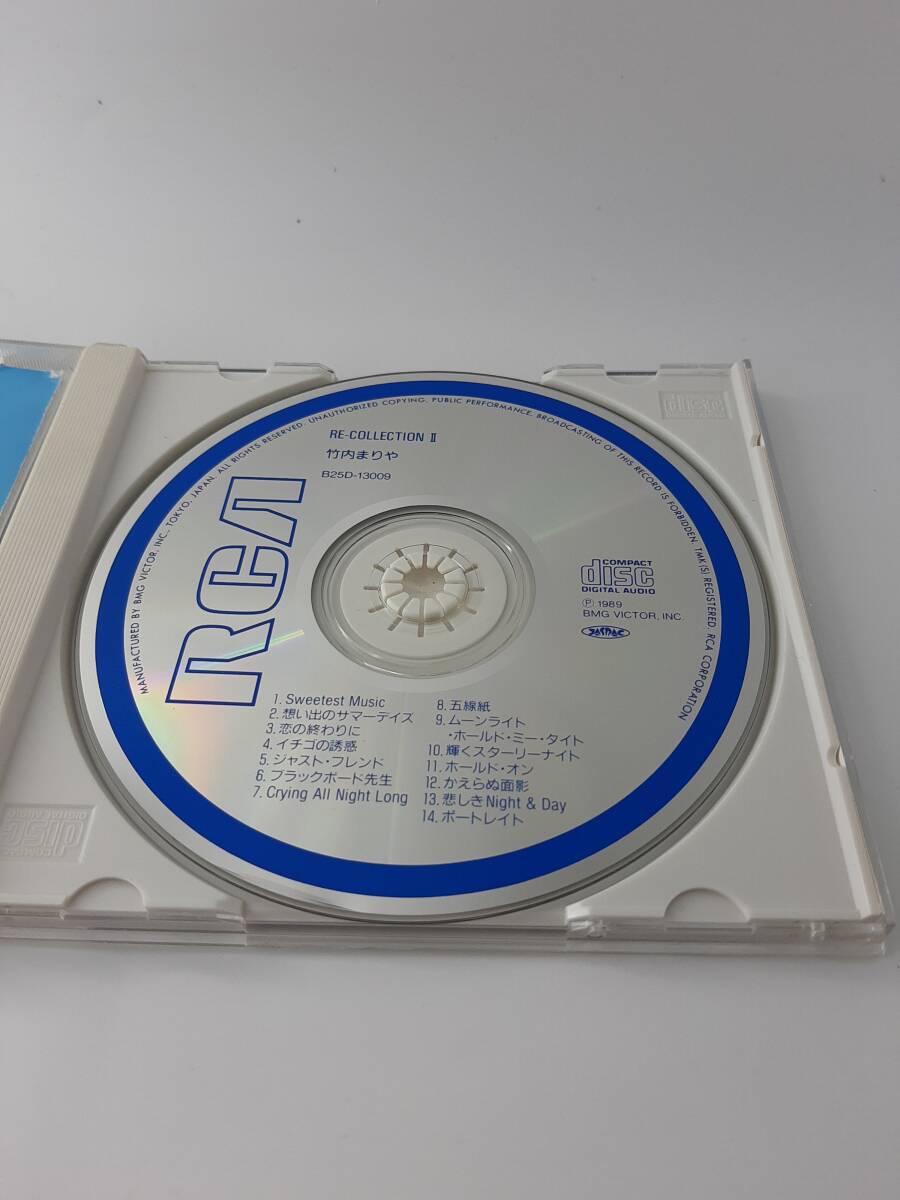 MANUFACTURED BY BMG VICTOR, INC., TOKYO, JAPAN. ALL RIGHTS RESERVED. UNAUTHORIZED COPYING, PUBLIC PERFORMANCE, BROADCASTING OF THIS RECORD IS FORBIDDEN. TMK(S) REGISTERED. RCA CORPORATION
RE-COLLECTION II
竹内まりや
B25D-13009
RCA
COMPACT
disc
DIGITAL AUDIO
Ⓟ 1989
BMG VICTOR, INC.
JASRAC
1. Sweetest Music
2. 想い出のサマーデイズ
3. 恋の終わりに
4. イチゴの誘惑
5. ジャスト・フレンド
6. ブラックボード先生
7. Crying All Night Long
8. 五線紙
9. ムーンライト
・ホールド・ミー・タイト
10. 輝くスターリーナイト
11. ホールド・オン
12. かえらぬ面影
13. 悲しきNight & Day
14. ポートレイト
disc
COMPACT
disc
DIGITAL AUDIO